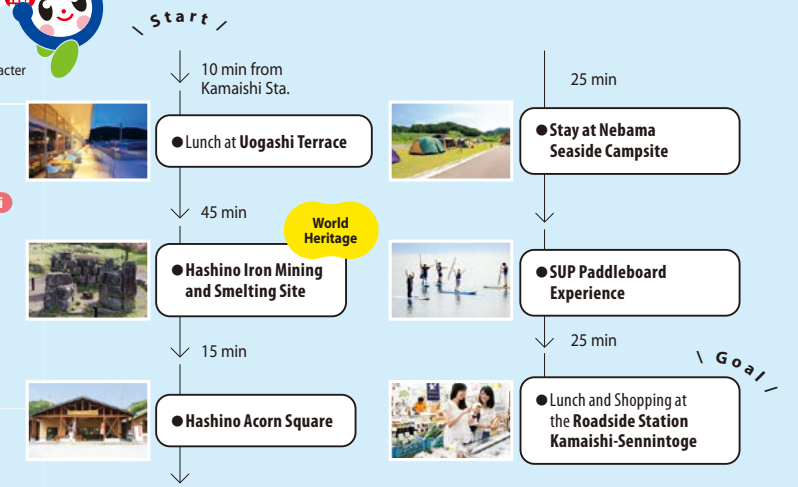 Start
acter
10 min from
Kamaishi Sta.
●Lunch at Uogashi Terrace
45 min
World
Heritage
●Hashino Iron Mining
and Smelting Site
15 min
●Hashino Acorn Square
25 min
●Stay at Nebama
Seaside Campsite
●SUP Paddleboard
Experience
25 min
Goal
●Lunch and Shopping at
the Roadside Station
Kamaishi-Sennintoge